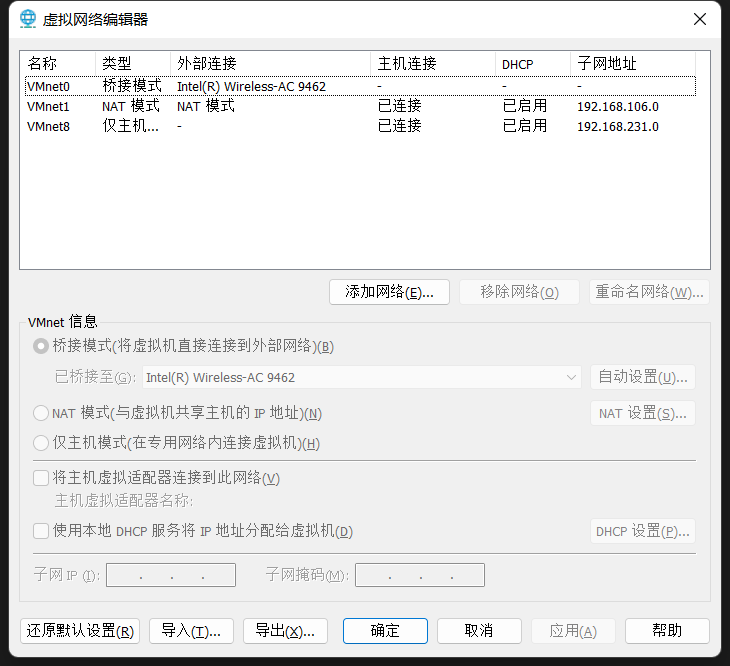 虚拟网络编辑器
名称 类型 外部连接 主机连接 DHCP 子网地址
VMnet0 桥接模式 Intel(R) Wireless-AC 9462 - - -
VMnet1 NAT 模式 NAT 模式 已连接 已启用 192.168.106.0
VMnet8 仅主机... - 已连接 已启用 192.168.231.0
添加网络(E)... 移除网络(O) 重命名网络(W)...
VMnet 信息
桥接模式(将虚拟机直接连接到外部网络)(B)
已桥接至(G): Intel(R) Wireless-AC 9462 自动设置(U)...
NAT 模式(与虚拟机共享主机的 IP 地址)(N) NAT 设置(S)...
仅主机模式(在专用网络内连接虚拟机)(H)
将主机虚拟适配器连接到此网络(V)
主机虚拟适配器名称:
使用本地 DHCP 服务将 IP 地址分配给虚拟机(D) DHCP 设置(P)...
子网 IP (I): . . . 子网掩码(M): . . .
还原默认设置(R) 导入(T)... 导出(X)... 确定 取消 应用(A) 帮助